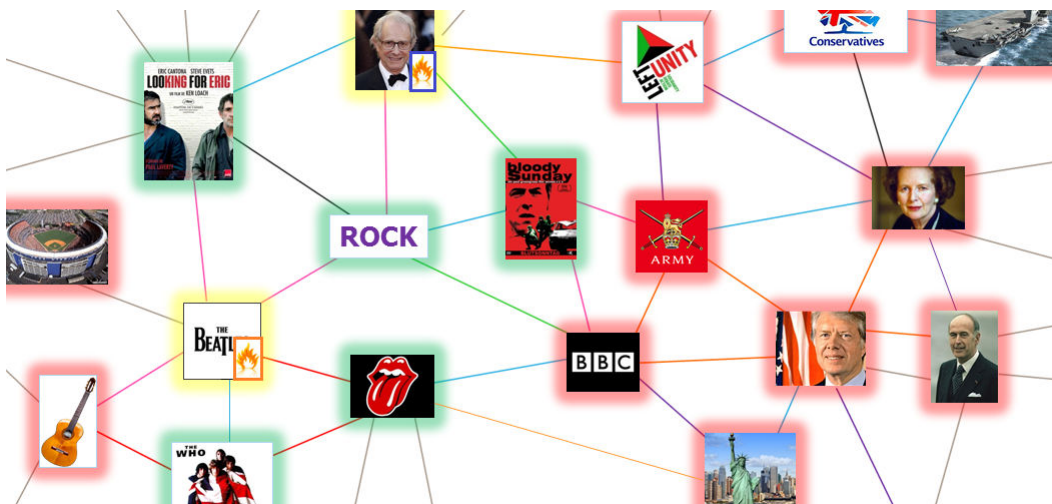 Conservatives
ERIC CANTONA STEVE EVETS
LOOKING FOR ERIC
UN FILM DE KEN LOACH
LEFT UNITY
bloody
Sunday
ROCK
ARMY
THE
BEATL
BBC
THE
WHO